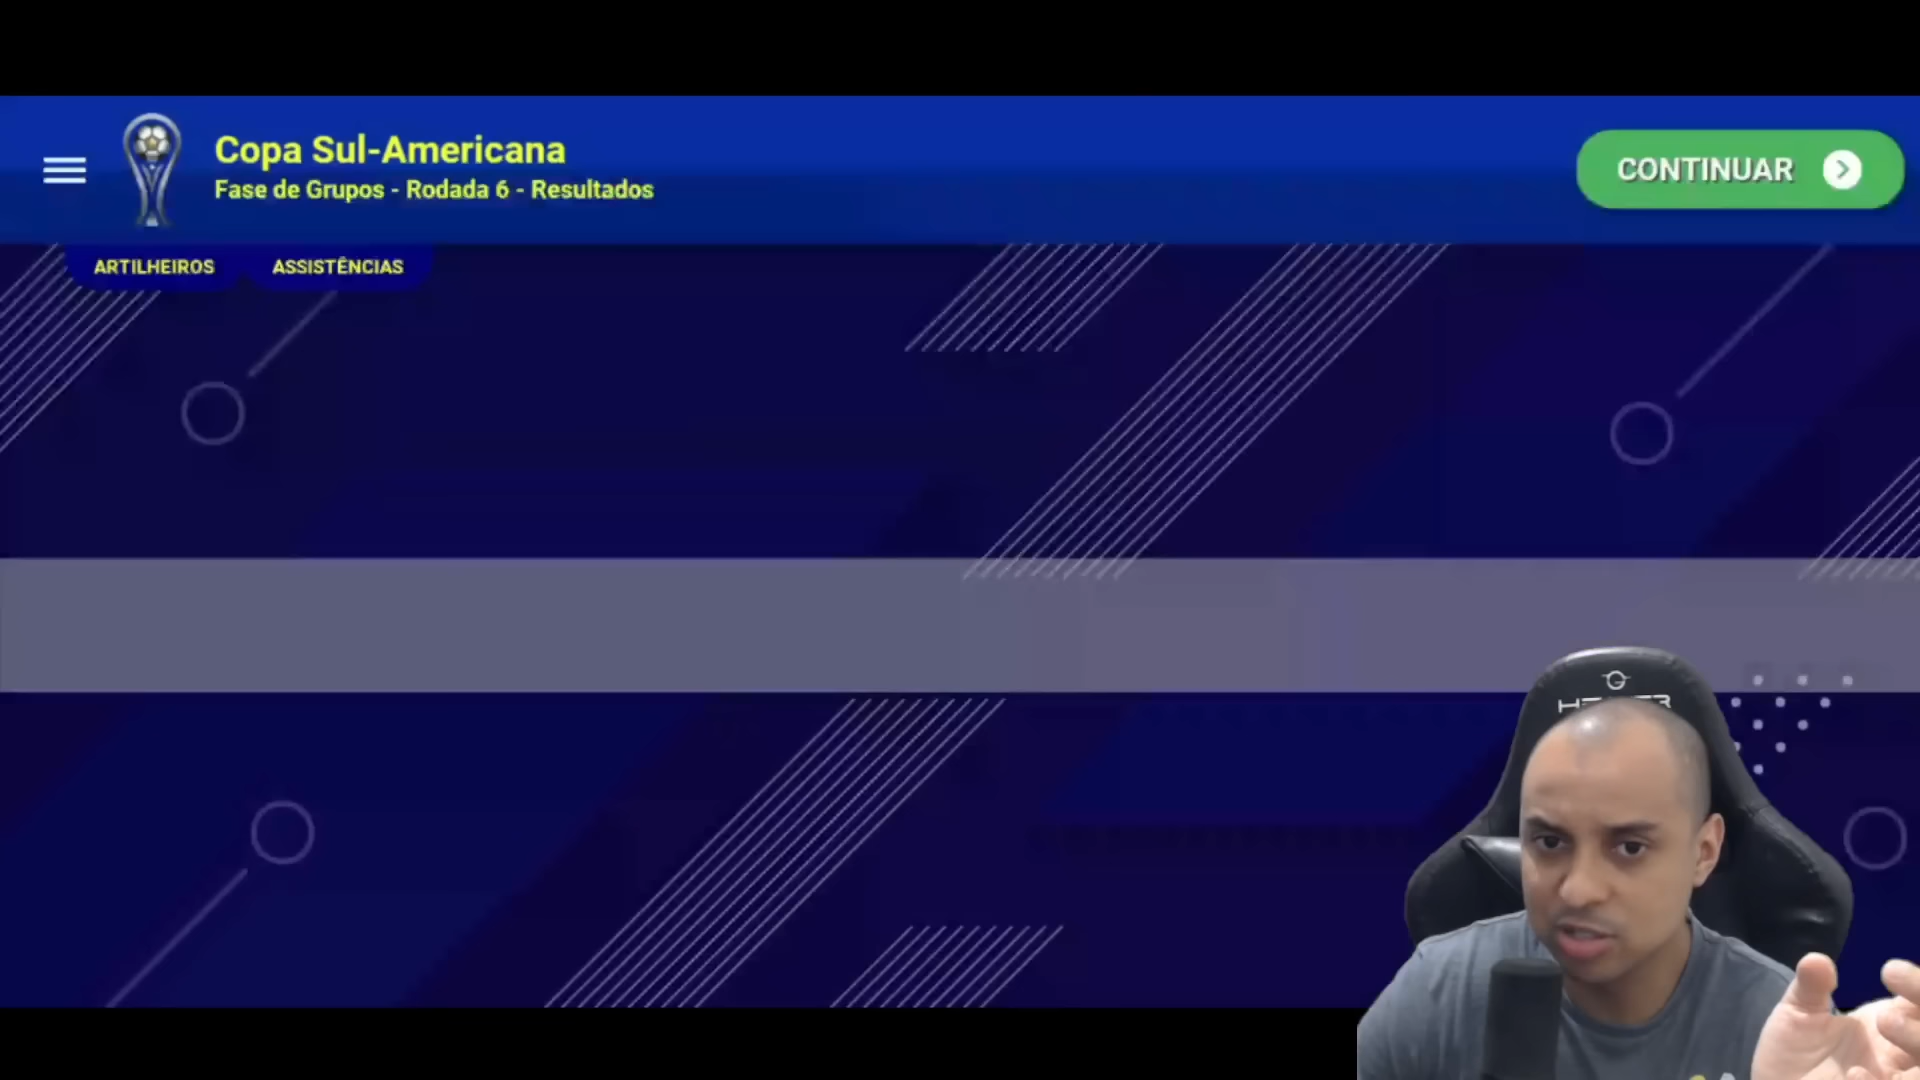 Copa Sul-Americana
Fase de Grupos - Rodada 6 - Resultados
CONTINUAR
ARTILHEIROS
ASSISTÊNCIAS